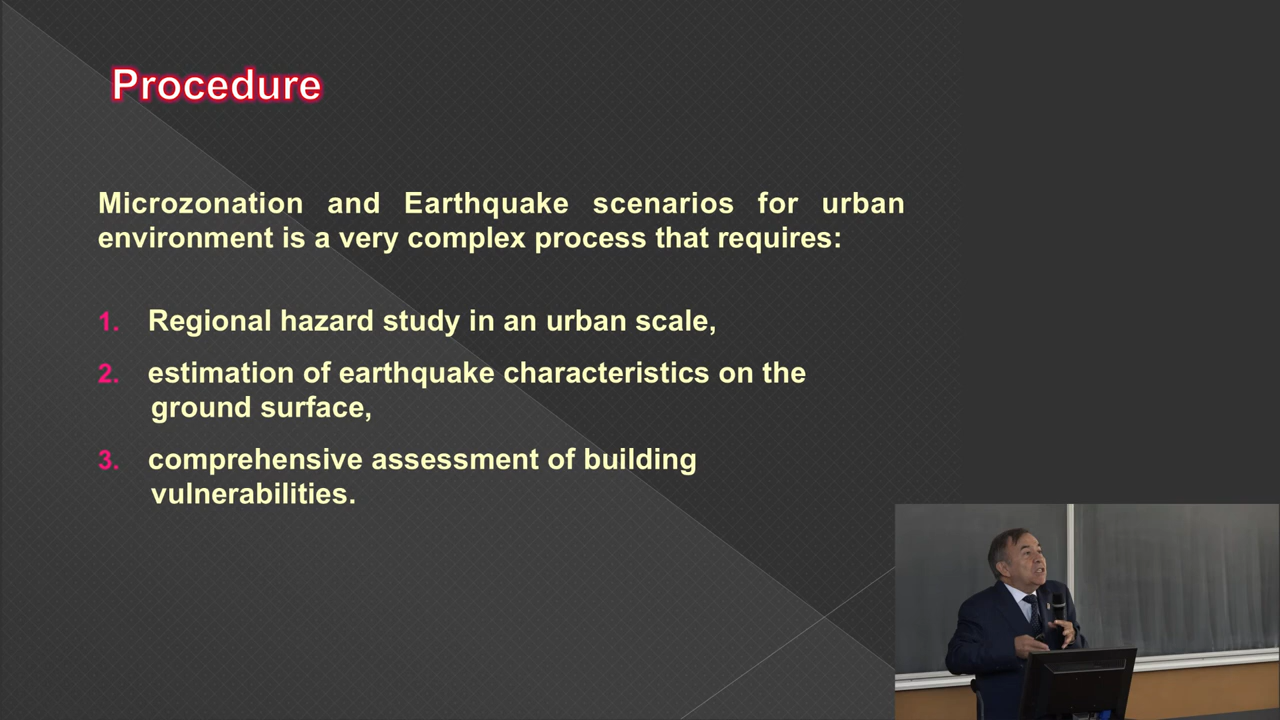 Procedure
Microzonation and Earthquake scenarios for urban
environment is a very complex process that requires:
1. Regional hazard study in an urban scale,
2. estimation of earthquake characteristics on the
ground surface,
3. comprehensive assessment of building
vulnerabilities.